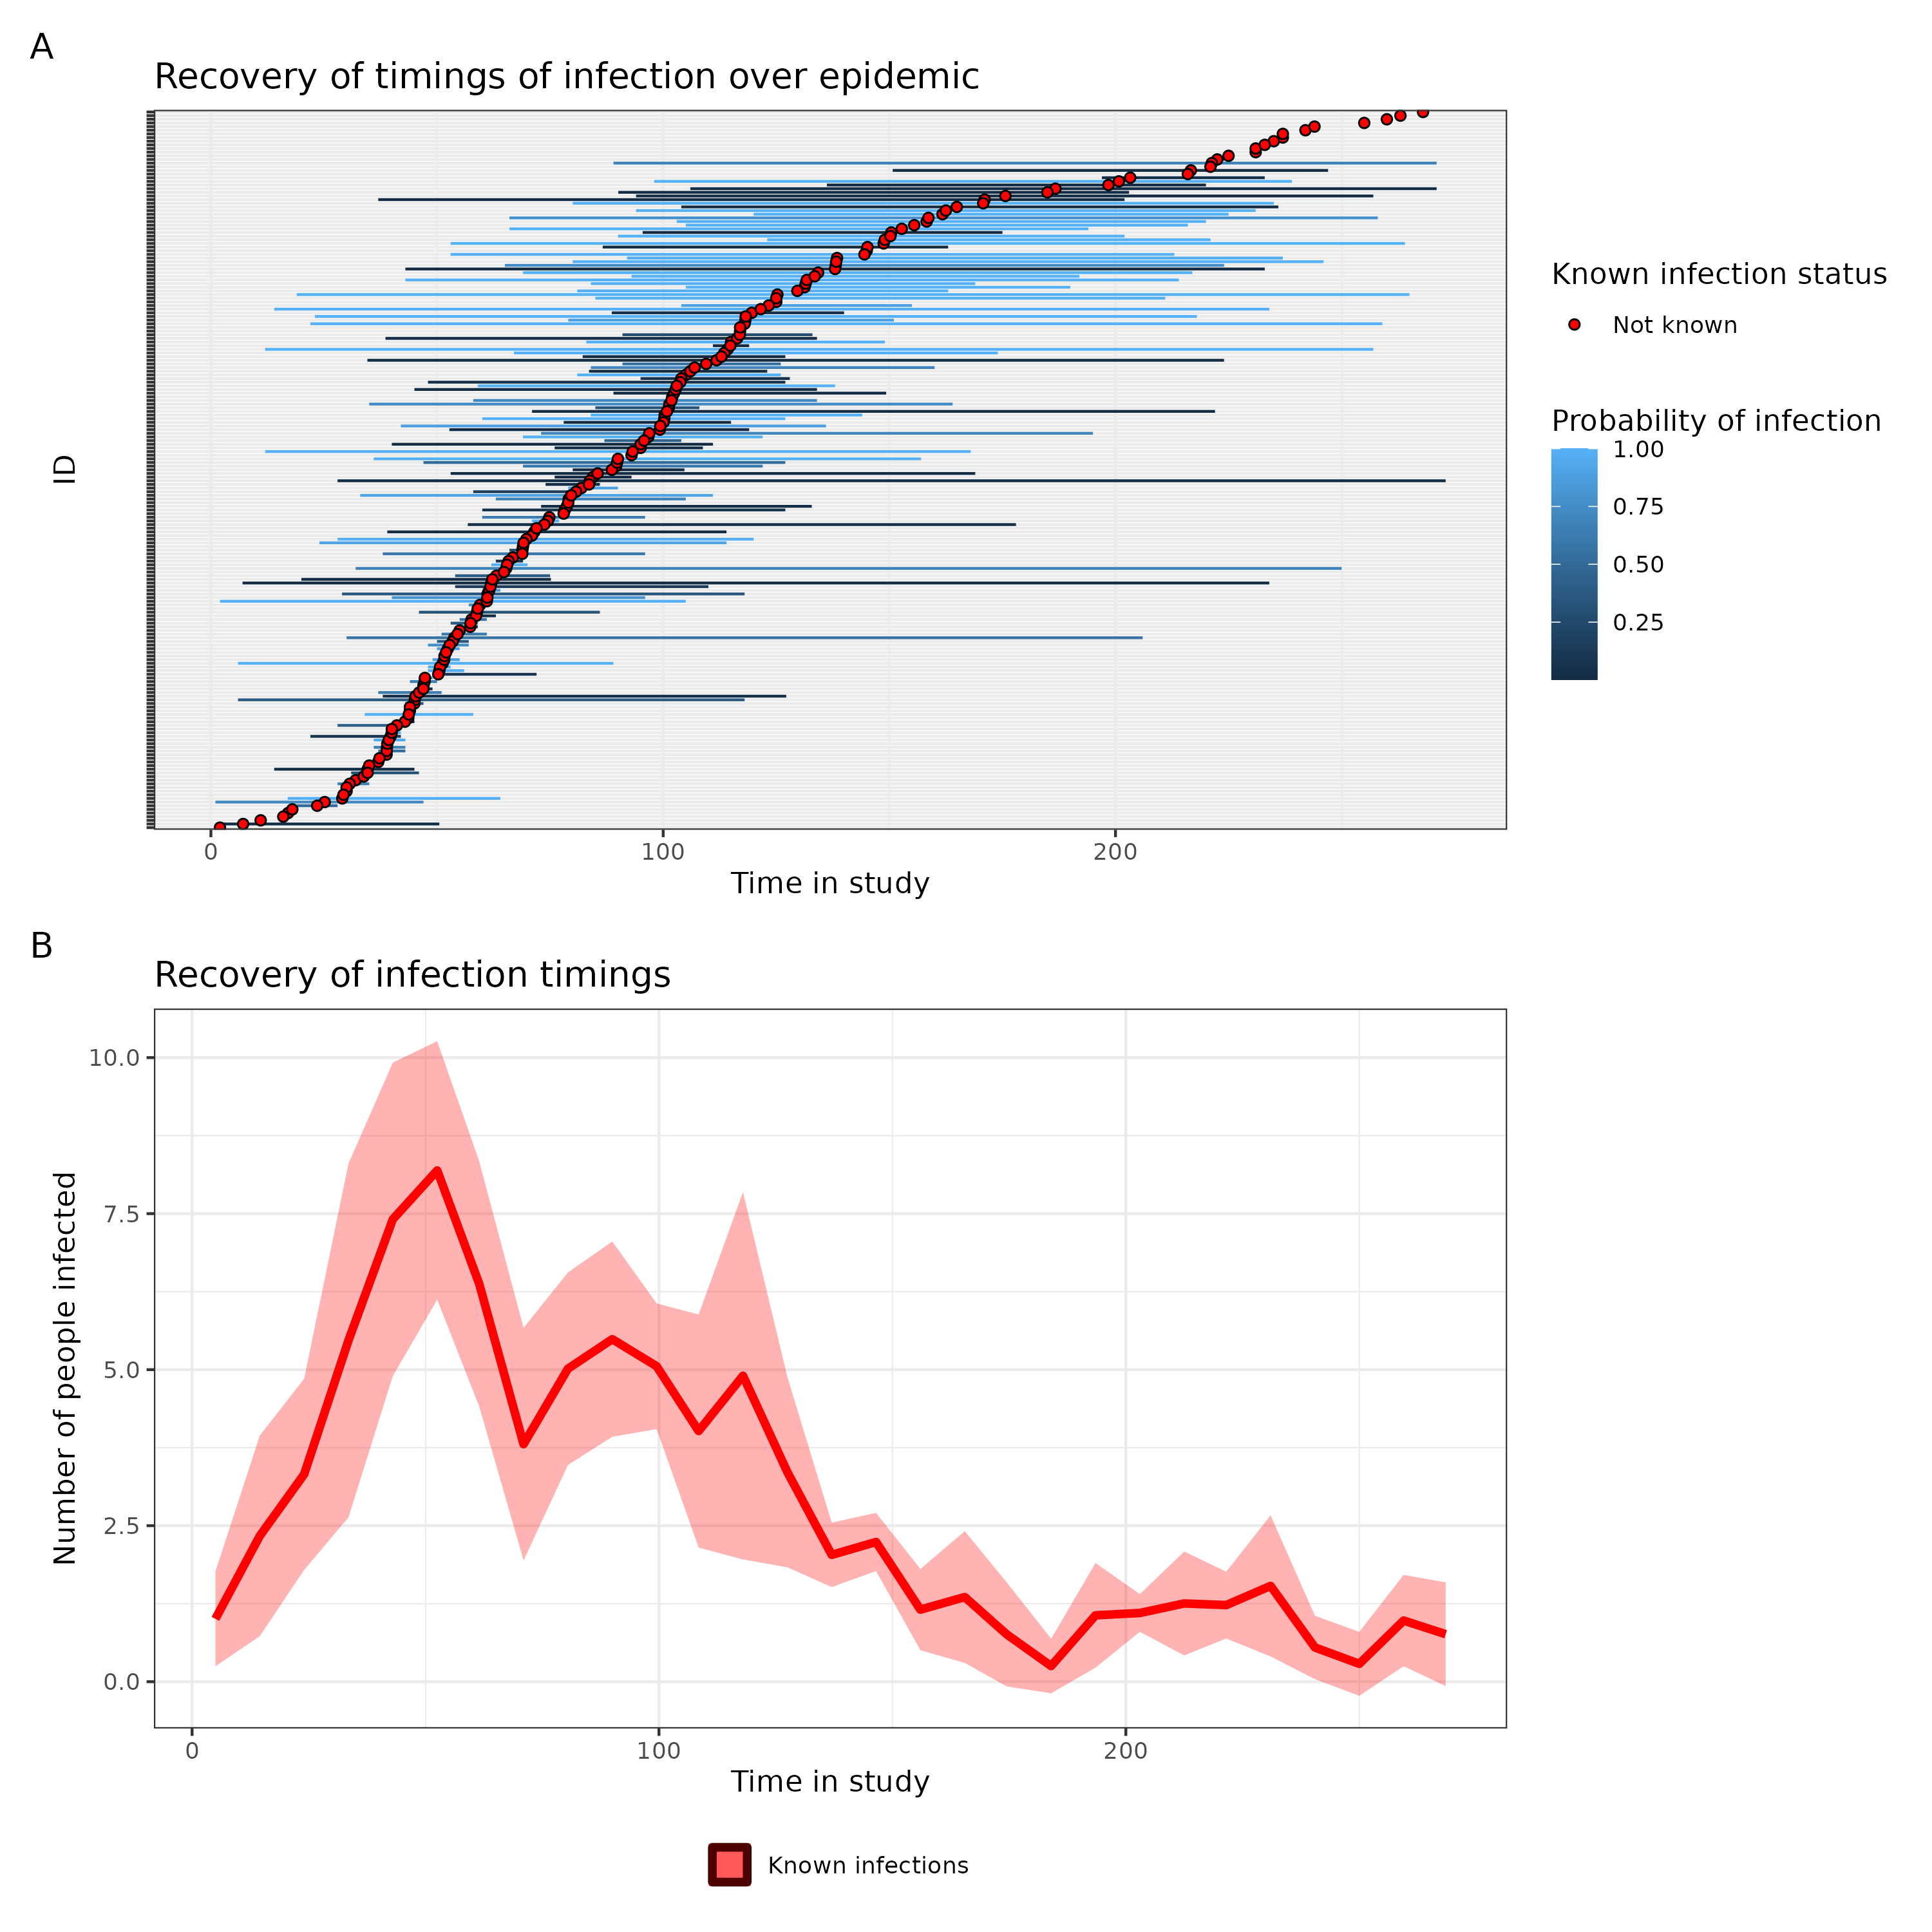 A
Recovery of timings of infection over epidemic
ID
0 100 200
Time in study
Known infection status
Not known
Probability of infection
1.00
0.75
0.50
0.25
B
Recovery of infection timings
Number of people infected
10.0
7.5
5.0
2.5
0.0
0 100 200
Time in study
Known infections